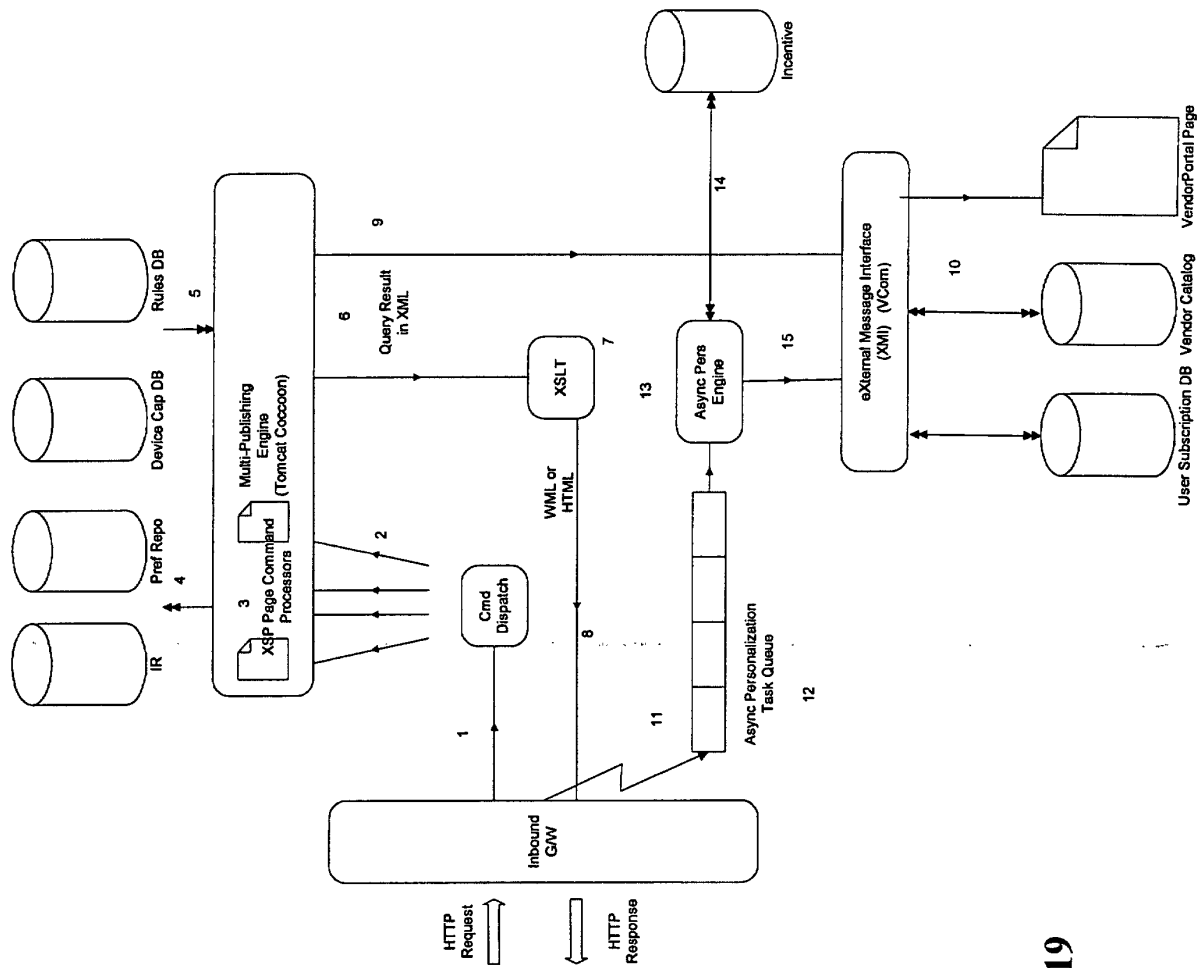 IR
Pref Repo
Device Cap DB
Rules DB
4
5
3
XSP Page Command
Processors
Multi-Publishing
Engine
(Tomcat Coccoon)
2
6
Query Result
in XML
9
Cmd
Dispatch
XSLT
7
1
WML or
HTML
8
HTTP
Request
HTTP
Response
Inbound
G/W
11
Async Personalization
Task Queue
12
13
Async Pers
Engine
14
Incentive
15
eXternal Message Interface
(XMI) (VCom)
10
User Subscription DB
Vendor Catalog
VendorPortal Page
19